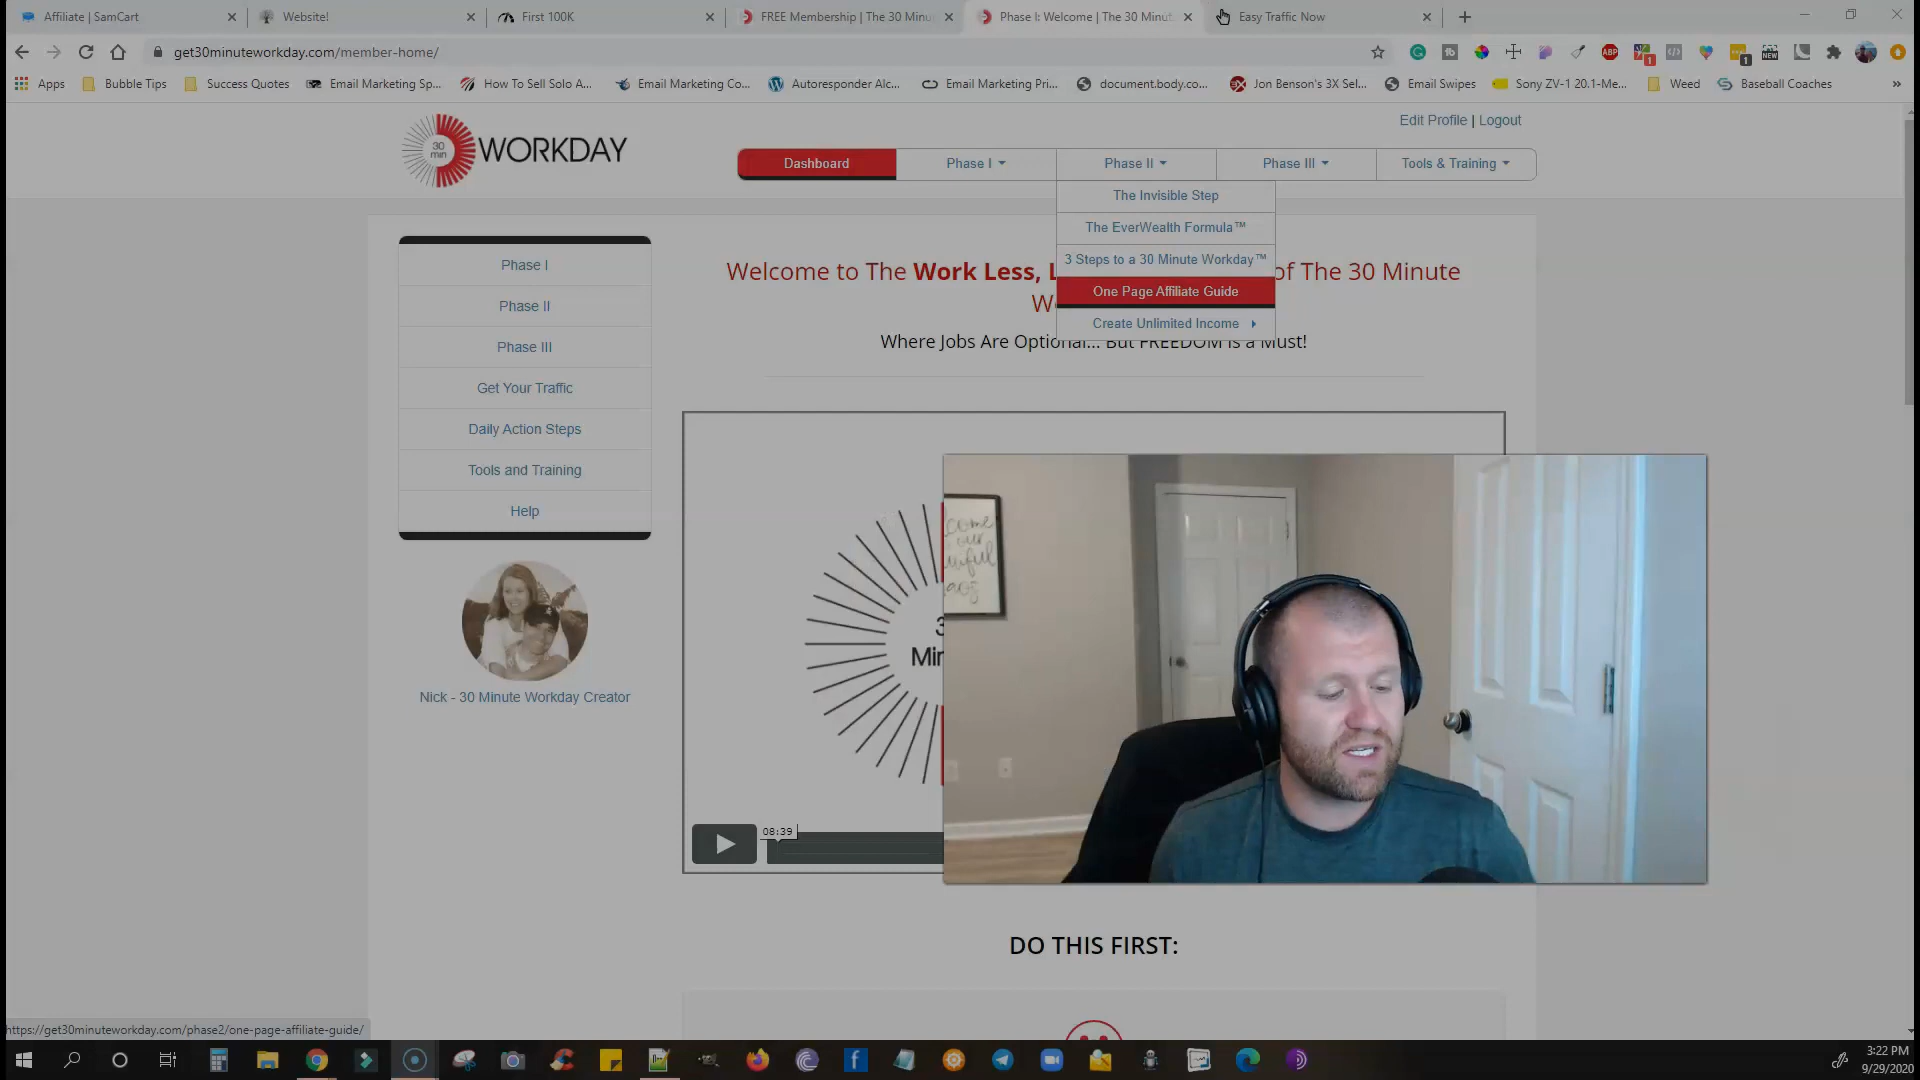 Affiliate | SamCart
Website!
First 100K
FREE Membership | The 30 Minu
Phase I: Welcome | The 30 Minut
Easy Traffic Now
get30minuteworkday.com/member-home/
Apps
Bubble Tips
Success Quotes
Email Marketing Sp...
How To Sell Solo A...
Email Marketing Co...
Autoresponder Alc...
Email Marketing Pri...
document.body.co...
Jon Benson's 3X Sel...
Email Swipes
Sony ZV-1 20.1-Me...
Weed
Baseball Coaches
»
Edit Profile | Logout
30
min
WORKDAY
Dashboard
Phase I
Phase II
Phase III
Tools & Training
The Invisible Step
The EverWealth Formula™
3 Steps to a 30 Minute Workday™
One Page Affiliate Guide
Create Unlimited Income
Phase I
Phase II
Phase III
Get Your Traffic
Daily Action Steps
Tools and Training
Help
Nick - 30 Minute Workday Creator
Welcome to The Work Less, L of The 30 Minute
W
Where Jobs Are Optional... But FREEDOM is a Must!
3
Min
come
our
08:39
DO THIS FIRST:
https://get30minuteworkday.com/phase2/one-page-affiliate-guide/
3:22 PM
9/29/2020